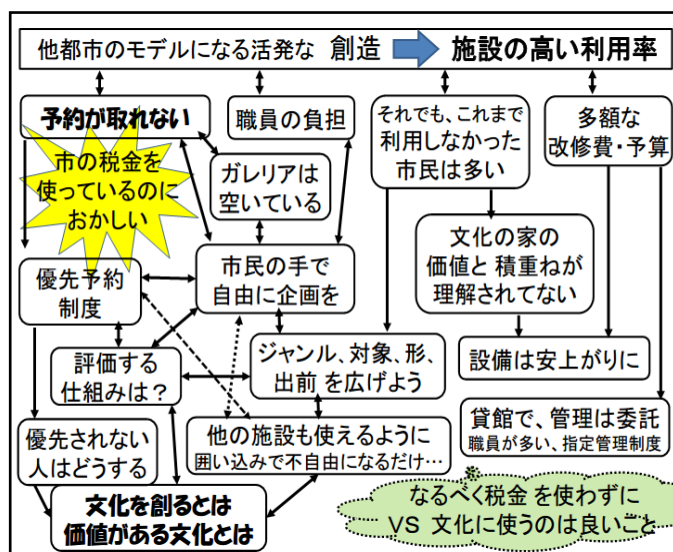 他都市のモデルになる活発な 創造 施設の高い利用率
予約が取れない
職員の負担
それでも、これまで
利用しなかった
市民は多い
多額な
改修費・予算
市の税金を
使っているのに
おかしい
ガレリアは
空いている
文化の家の
価値と 積重ねが
理解されてない
優先予約
制度
市民の手で
自由に企画を
評価する
仕組みは？
ジャンル、対象、形、
出前 を広げよう
設備は安上がりに
優先されない
人はどうする
他の施設も使えるように
囲い込みで不自由になるだけ…
貸館で、管理は委託
職員が多い、指定管理制度
文化を創るとは
価値がある文化とは
なるべく税金 を使わずに
VS 文化に使うのは良いこと